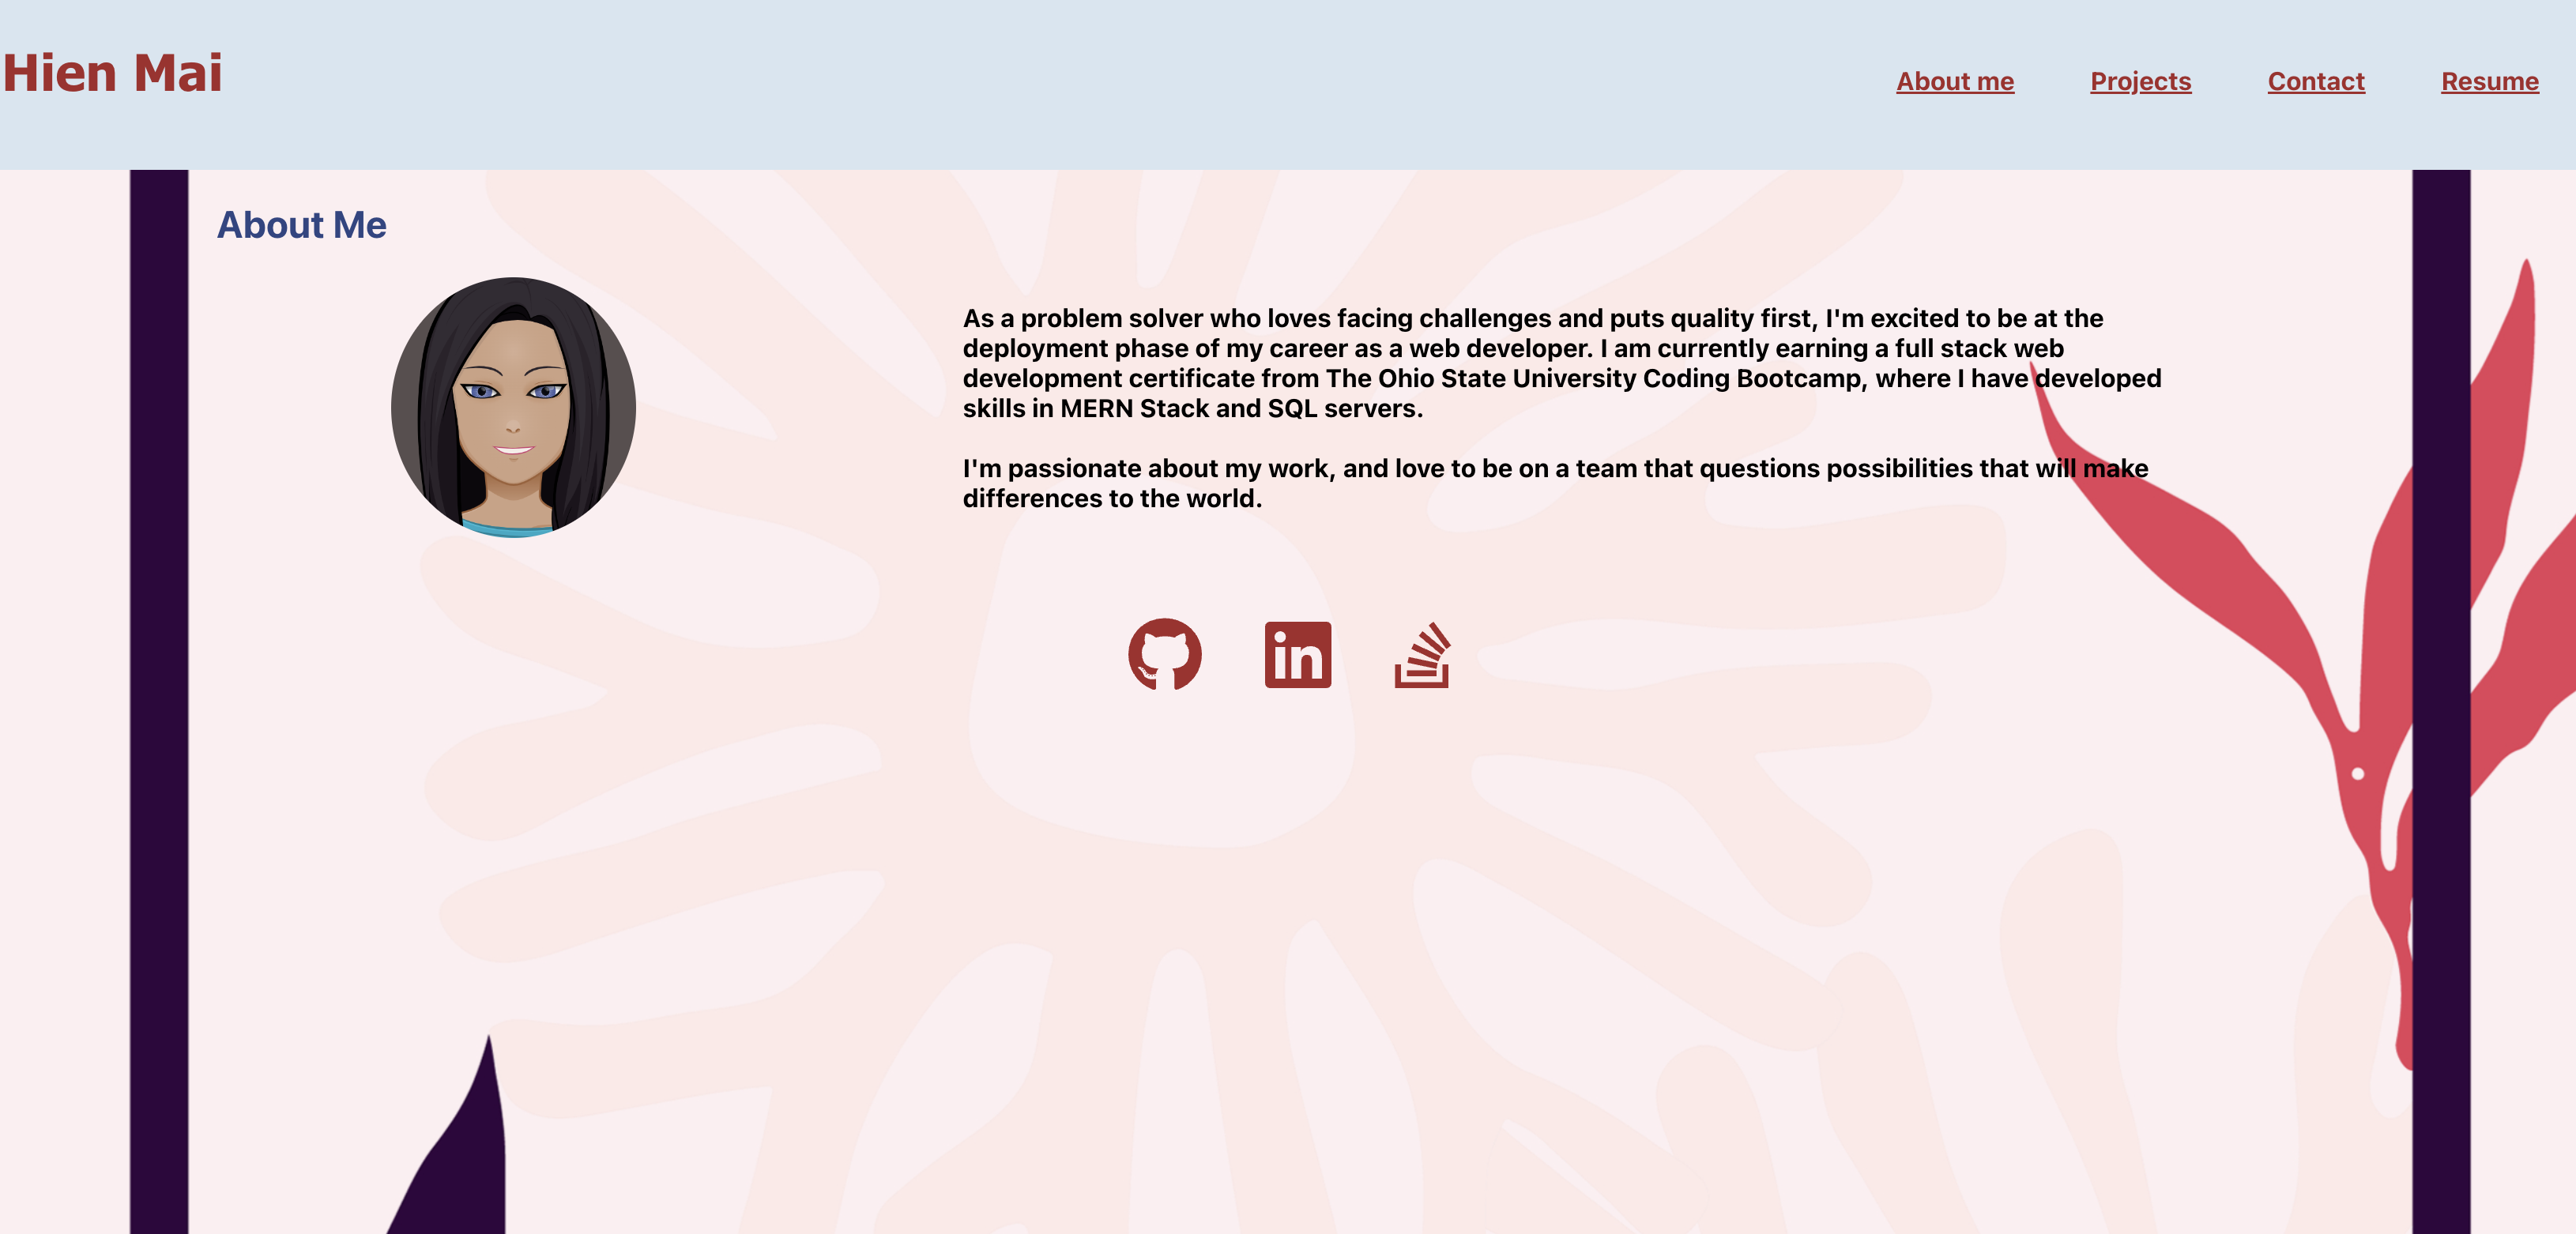 Hien Mai
About me Projects Contact Resume
About Me
As a problem solver who loves facing challenges and puts quality first, I'm excited to be at the
deployment phase of my career as a web developer. I am currently earning a full stack web
development certificate from The Ohio State University Coding Bootcamp, where I have developed
skills in MERN Stack and SQL servers.
I'm passionate about my work, and love to be on a team that questions possibilities that will make
differences to the world.
in